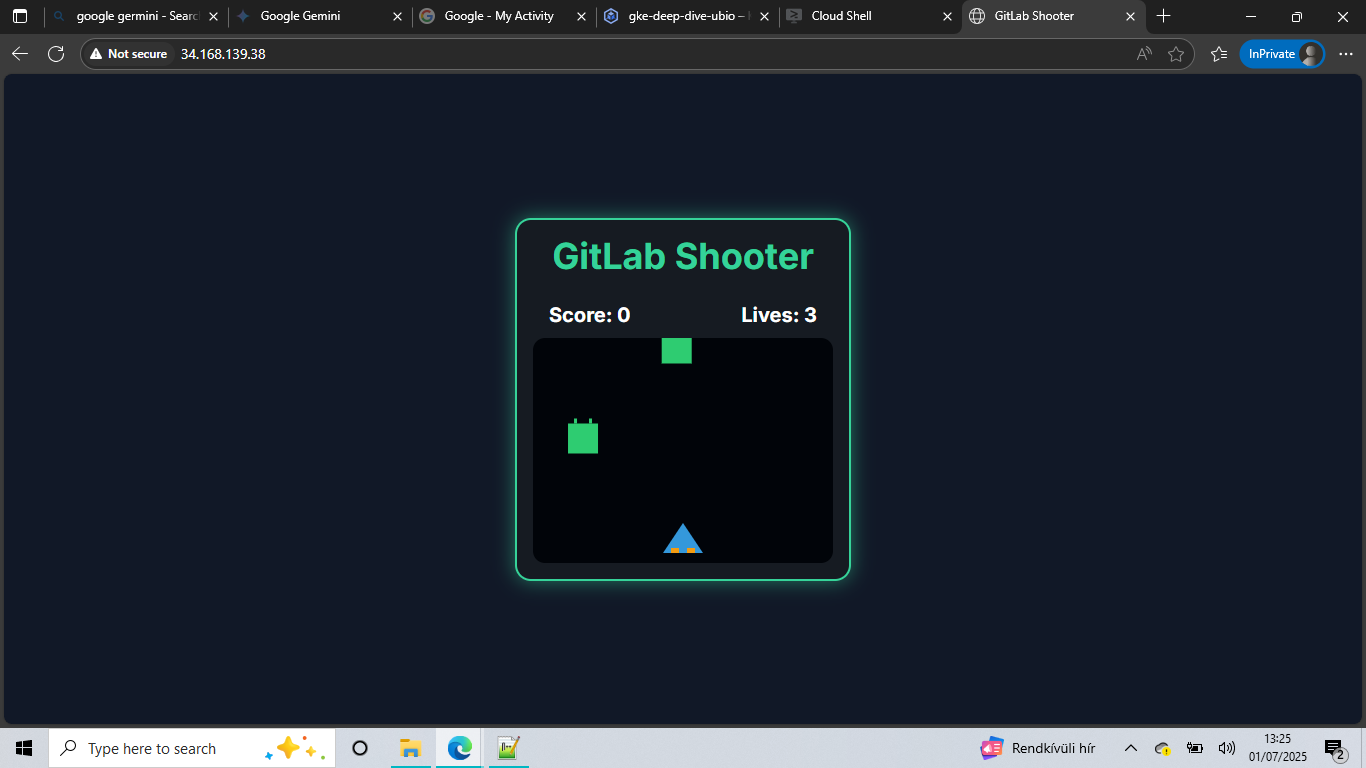 google germini - Searc
Google Gemini
Google - My Activity
gke-deep-dive-ubio –
Cloud Shell
GitLab Shooter
Not secure
34.168.139.38
InPrivate
GitLab Shooter
Score: 0
Lives: 3
Type here to search
Rendkívüli hír
13:25
01/07/2025
2